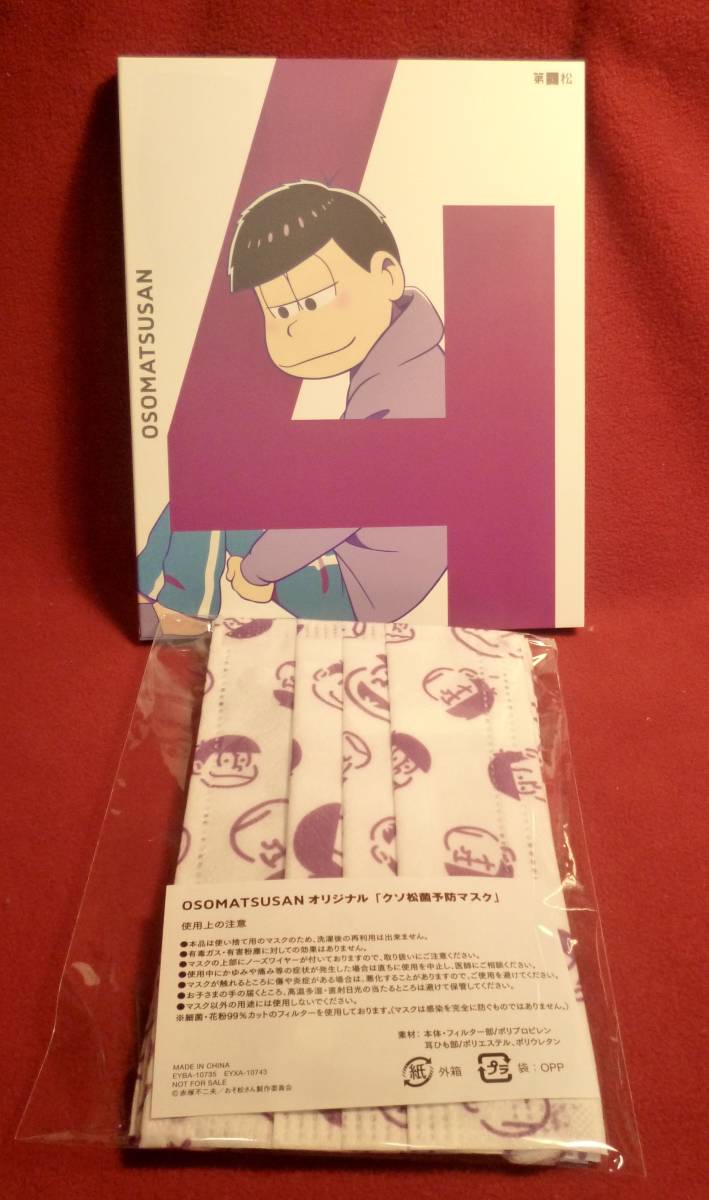 第四松
OSOMATSUSAN
4
OSOMATSUSAN オリジナル「クソ松菌予防マスク」
使用上の注意
●本品は使い捨て用のマスクのため、洗濯後の再利用は出来ません。
●有毒ガス・有害粉塵に対しての効果はありません。
●マスクの上部にノーズワイヤーが付いておりますので、取り扱いにご注意ください。
●使用中にかゆみや痛み等の症状が発生した場合は直ちに使用を中止し、医師にご相談ください。
●マスクが触れるところに傷や炎症がある場合は、悪化することがありますので、ご使用を避けてください。
●お子さまの手の届くところ、高温多湿・直射日光の当たるところは避けて保管してください。
●マスク以外の用途には使用しないでください。
※細菌・花粉99％カットのフィルターを使用しております。（マスクは感染を完全に防ぐものではありません。）
素材： 本体・フィルター部/ポリプロピレン
耳ひも部/ポリエステル、ポリウレタン
MADE IN CHINA
EYBA-10735 EYXA-10743
NOT FOR SALE
©赤塚不二夫／おそ松さん製作委員会
紙 外箱 プラ 袋：OPP